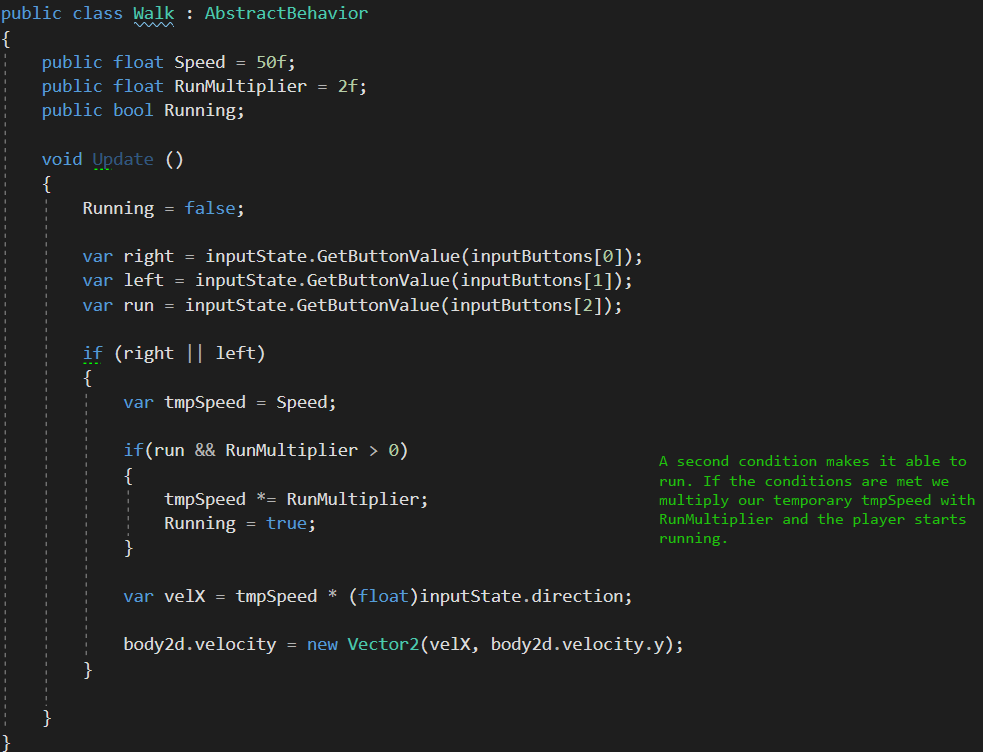 public class Walk : AbstractBehavior
{
    public float Speed = 50f;
    public float RunMultiplier = 2f;
    public bool Running;

    void Update ()
    {
        Running = false;

        var right = inputState.GetButtonValue(inputButtons[0]);
        var left = inputState.GetButtonValue(inputButtons[1]);
        var run = inputState.GetButtonValue(inputButtons[2]);

        if (right || left)
        {
            var tmpSpeed = Speed;

            if(run && RunMultiplier > 0)
            {
                tmpSpeed *= RunMultiplier;
                Running = true;
            }

            var velX = tmpSpeed * (float)inputState.direction;

            body2d.velocity = new Vector2(velX, body2d.velocity.y);
        }

    }
}
A second condition makes it able to
run. If the conditions are met we
multiply our temporary tmpSpeed with
RunMultiplier and the player starts
running.